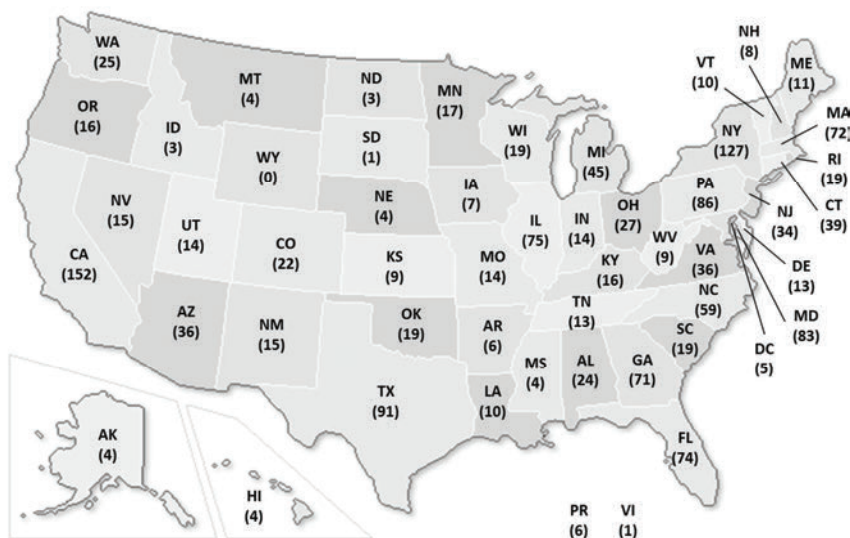 WA
(25)
OR
(16)
CA
(152)
NV
(15)
ID
(3)
MT
(4)
WY
(0)
UT
(14)
AZ
(36)
CO
(22)
NM
(15)
ND
(3)
SD
(1)
NE
(4)
KS
(9)
OK
(19)
TX
(91)
MN
(17)
IA
(7)
MO
(14)
AR
(6)
LA
(10)
WI
(19)
IL
(75)
MI
(45)
IN
(14)
OH
(27)
KY
(16)
TN
(13)
MS
(4)
AL
(24)
GA
(71)
FL
(74)
SC
(19)
NC
(59)
VA
(36)
WV
(9)
PA
(86)
NY
(127)
VT
(10)
NH
(8)
ME
(11)
MA
(72)
RI
(19)
CT
(39)
NJ
(34)
DE
(13)
MD
(83)
DC
(5)
AK
(4)
HI
(4)
PR
(6)
VI
(1)